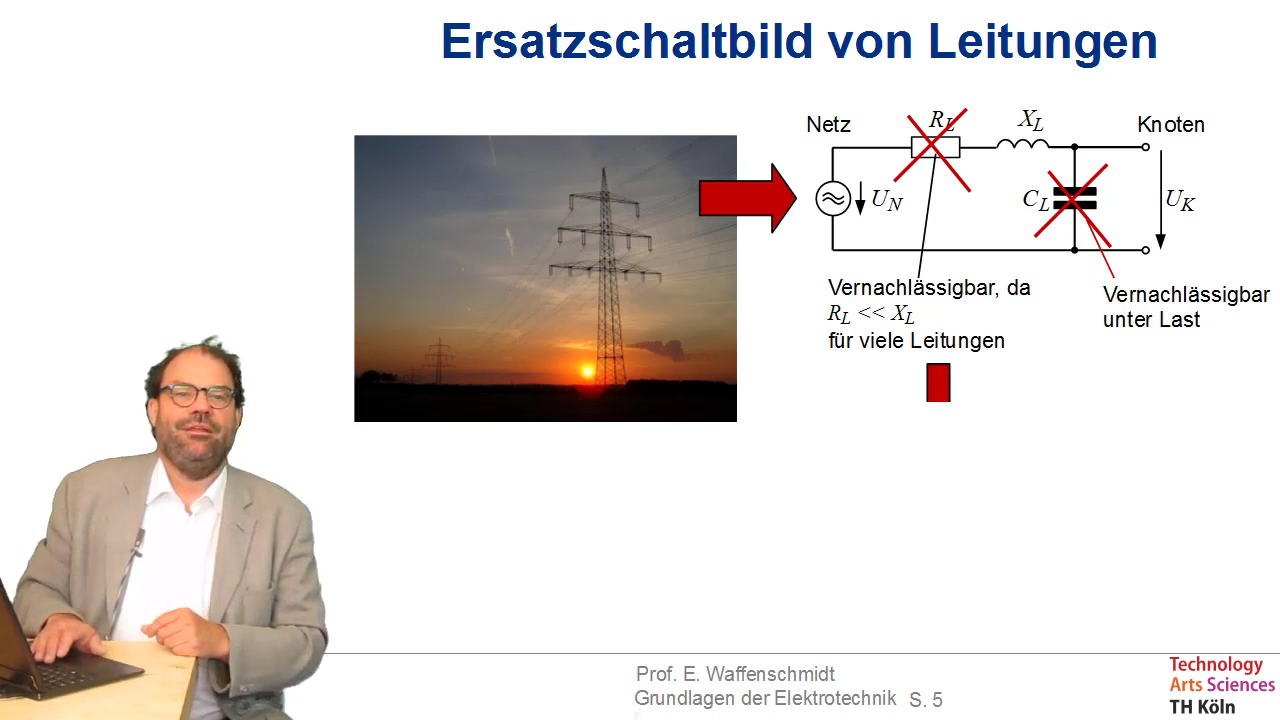 Ersatzschaltbild von Leitungen
Netz
R_L
X_L
Knoten
U_N
C_L
U_K
Vernachlässigbar, da
R_L << X_L
für viele Leitungen
Vernachlässigbar
unter Last
Prof. E. Waffenschmidt
Grundlagen der Elektrotechnik S. 5
Technology
Arts Sciences
TH Köln